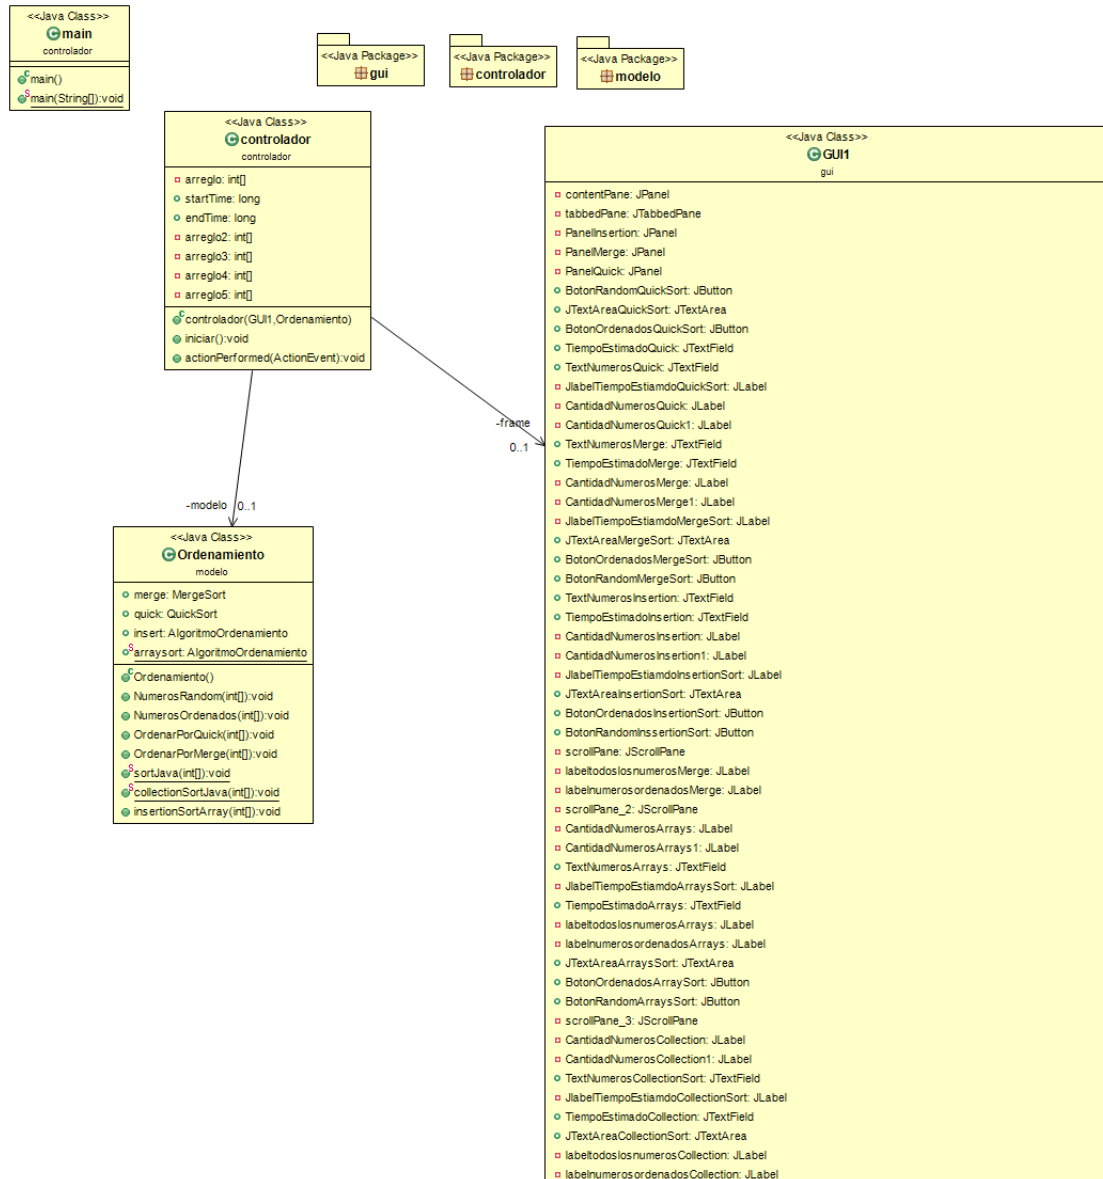 <<Java Class>>
main
controlador
main()
main(String[]):void
<<Java Package>>
gui
<<Java Package>>
controlador
<<Java Package>>
modelo
<<Java Class>>
controlador
controlador
arreglo: int[]
startTime: long
endTime: long
arreglo2: int[]
arreglo3: int[]
arreglo4: int[]
arreglo5: int[]
controlador(GUI1,Ordenamiento)
iniciar():void
actionPerformed(ActionEvent):void
-frame
0..1
-modelo
0..1
<<Java Class>>
Ordenamiento
modelo
merge: MergeSort
quick: QuickSort
insert: AlgoritmoOrdenamiento
arraysort: AlgoritmoOrdenamiento
Ordenamiento()
NumerosRandom(int[]):void
NumerosOrdenados(int[]):void
OrdenarPorQuick(int[]):void
OrdenarPorMerge(int[]):void
sortJava(int[]):void
collectionSortJava(int[]):void
insertionSortArray(int[]):void
<<Java Class>>
GUI1
gui
contentPane: JPanel
tabbedPane: JTabbedPane
PanelInsertion: JPanel
PanelMerge: JPanel
PanelQuick: JPanel
BotonRandomQuickSort: JButton
JTextAreaQuickSort: JTextArea
BotonOrdenadosQuickSort: JButton
TiempoEstimadoQuick: JTextField
TextNumerosQuick: JTextField
JlabelTiempoEstiamdoQuickSort: JLabel
CantidadNumerosQuick: JLabel
CantidadNumerosQuick1: JLabel
TextNumerosMerge: JTextField
TiempoEstimadoMerge: JTextField
CantidadNumerosMerge: JLabel
CantidadNumerosMerge1: JLabel
JlabelTiempoEstiamdoMergeSort: JLabel
JTextAreaMergeSort: JTextArea
BotonOrdenadosMergeSort: JButton
BotonRandomMergeSort: JButton
TextNumerosInsertion: JTextField
TiempoEstimadoInsertion: JTextField
CantidadNumerosInsertion: JLabel
CantidadNumerosInsertion1: JLabel
JlabelTiempoEstiamdoInsertionSort: JLabel
JTextAreaInsertionSort: JTextArea
BotonOrdenadosInsertionSort: JButton
BotonRandomInssertionSort: JButton
scrollPane: JScrollPane
labeltodoslosnumerosMerge: JLabel
labelnumerosordenadosMerge: JLabel
scrollPane_2: JScrollPane
CantidadNumerosArrays: JLabel
CantidadNumerosArrays1: JLabel
TextNumerosArrays: JTextField
JlabelTiempoEstiamdoArraysSort: JLabel
TiempoEstimadoArrays: JTextField
labeltodoslosnumerosArrays: JLabel
labelnumerosordenadosArrays: JLabel
JTextAreaArraysSort: JTextArea
BotonOrdenadosArraySort: JButton
BotonRandomArraysSort: JButton
scrollPane_3: JScrollPane
CantidadNumerosCollection: JLabel
CantidadNumerosCollection1: JLabel
TextNumerosCollectionSort: JTextField
JlabelTiempoEstiamdoCollectionSort: JLabel
TiempoEstimadoCollection: JTextField
JTextAreaCollectionSort: JTextArea
labeltodoslosnumerosCollection: JLabel
labelnumerosordenadosCollection: JLabel